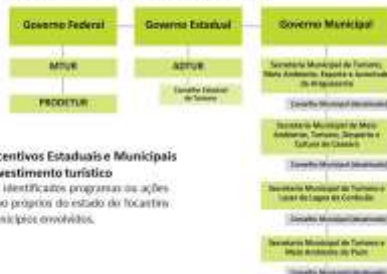 Governo Federal
Governo Estadual
Governo Municipal
MTUR
ADTUR
PRODETUR
Conselho Estadual
de Turismo
Secretaria Municipal de Turismo,
Meio Ambiente, Esporte e Juventude
de Araguacema
Conselho Municipal
Secretaria Municipal de Meio
Ambiente, Turismo, Desporto e
Cultura de Caseara
Conselho Municipal
Secretaria Municipal de Turismo e
Lazer de Lagoa da Confusão
Conselho Municipal
Secretaria Municipal de Turismo e
Meio Ambiente de Pium
Conselho Municipal
centivos Estaduais e Municipais
vestimento turístico
identificados programas ou ações
o próprios do estado do Tocantins
nicípios envolvidos.